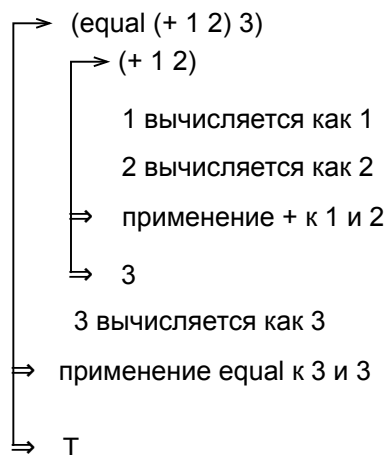 (equal (+ 1 2) 3)
(+ 1 2)
1 вычисляется как 1
2 вычисляется как 2
применение + к 1 и 2
3
3 вычисляется как 3
применение equal к 3 и 3
T